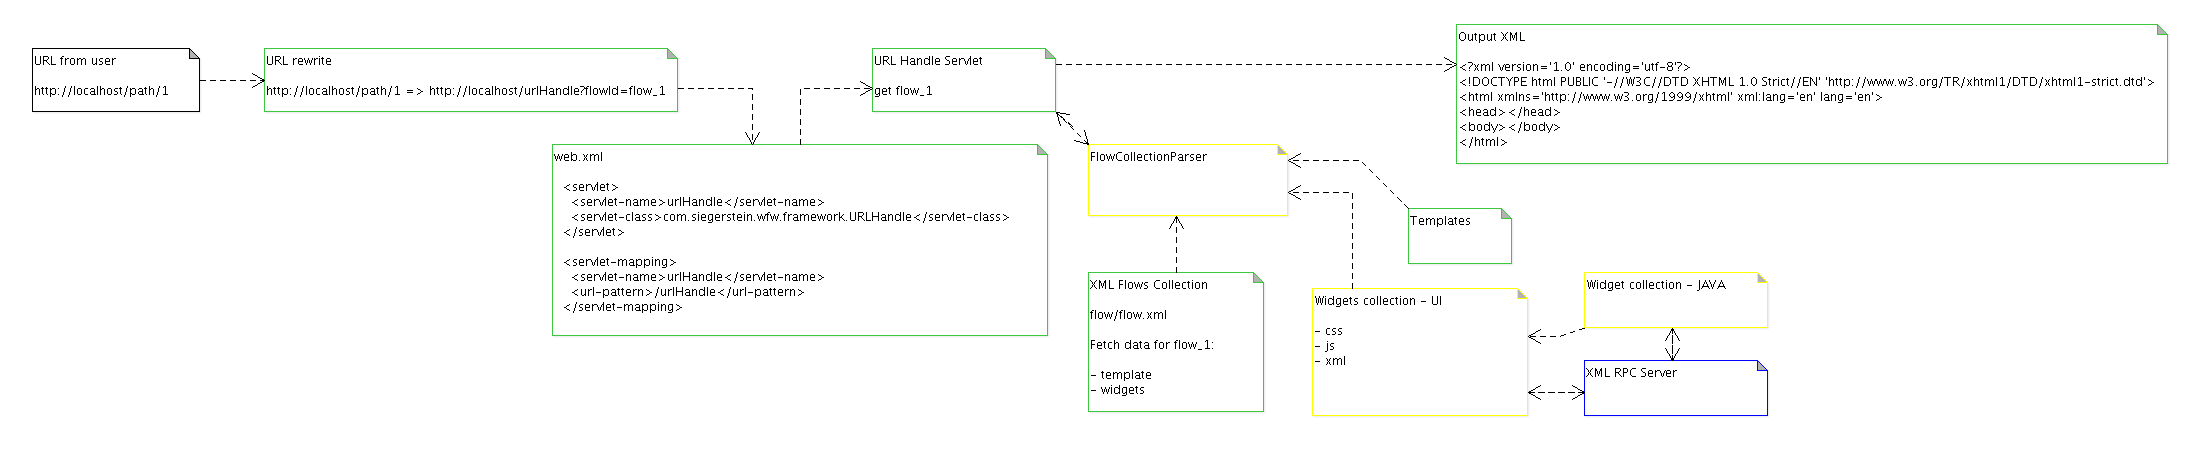 URL from user
http://localhost/path/1
URL rewrite
http://localhost/path/1 => http://localhost/urlHandle?flowId=flow_1
web.xml
<servlet>
<servlet-name>urlHandle</servlet-name>
<servlet-class>com.siegerstein.wfw.framework.URLHandle</servlet-class>
</servlet>
<servlet-mapping>
<servlet-name>urlHandle</servlet-name>
<url-pattern>/urlHandle</url-pattern>
</servlet-mapping>
URL Handle Servlet
get flow_1
Output XML
<?xml version='1.0' encoding='utf-8'?>
<!DOCTYPE html PUBLIC '-//W3C//DTD XHTML 1.0 Strict//EN' 'http://www.w3.org/TR/xhtml1/DTD/xhtml1-strict.dtd'>
<html xmlns='http://www.w3.org/1999/xhtml' xml:lang='en' lang='en'>
<head></head>
<body></body>
</html>
FlowCollectionParser
Templates
XML Flows Collection
flow/flow.xml
Fetch data for flow_1:
- template
- widgets
Widgets collection - UI
- css
- js
- xml
Widget collection - JAVA
XML RPC Server